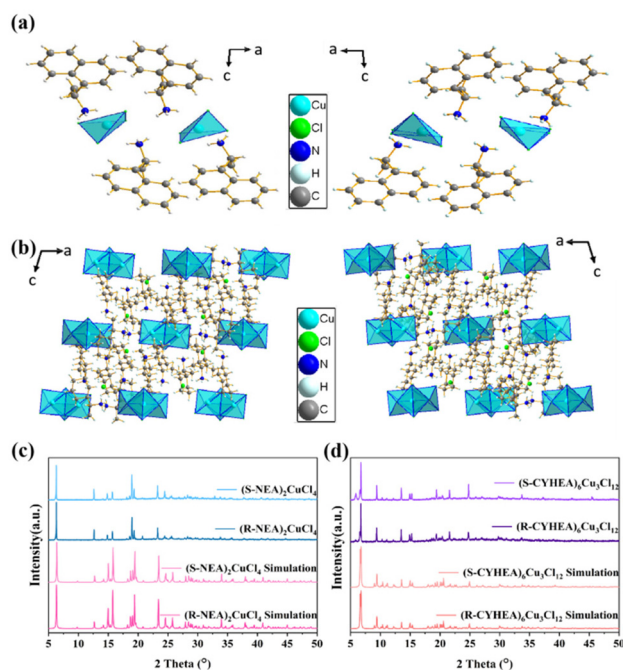 (a)
a
c
a
c
Cu
Cl
N
H
C
(b)
a
c
a
c
Cu
Cl
N
H
C
(c)
(S-NEA)₂CuCl₄
(R-NEA)₂CuCl₄
(S-NEA)₂CuCl₄ Simulation
(R-NEA)₂CuCl₄ Simulation
Intensity(a.u.)
5 10 15 20 25 30 35 40 45 50
2 Theta (°)
(d)
(S-CYHEA)₆Cu₃Cl₁₂
(R-CYHEA)₆Cu₃Cl₁₂
(S-CYHEA)₆Cu₃Cl₁₂ Simulation
(R-CYHEA)₆Cu₃Cl₁₂ Simulation
Intensity(a.u.)
5 10 15 20 25 30 35 40 45 50
2 Theta (°)